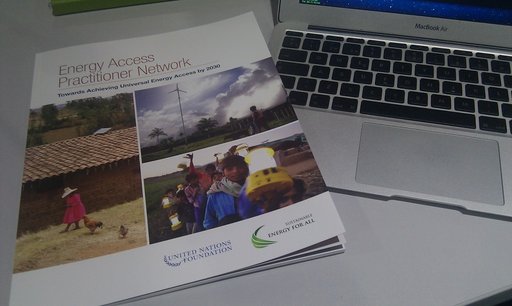 MacBook Air
Energy Access
Practitioner Network
Towards Achieving Universal Energy Access by 2030
UNITED NATIONS
FOUNDATION
SUSTAINABLE
ENERGY FOR ALL